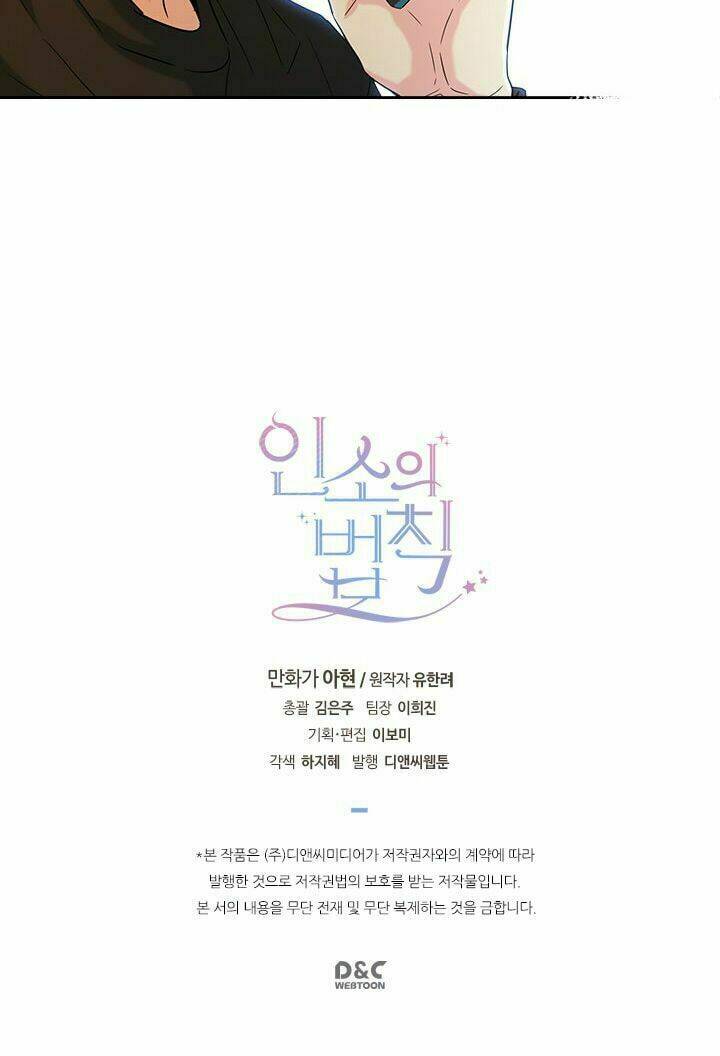 인소의
법칙
만화가 아현 / 원작자 유한려
총괄 김은주 팀장 이희진
기획·편집 이보미
각색 하지혜 발행 디앤씨웹툰
*본 작품은 (주)디앤씨미디어가 저작권자와의 계약에 따라
발행한 것으로 저작권법의 보호를 받는 저작물입니다.
본 서의 내용을 무단 전재 및 무단 복제하는 것을 금합니다.
D&C
WEBTOON